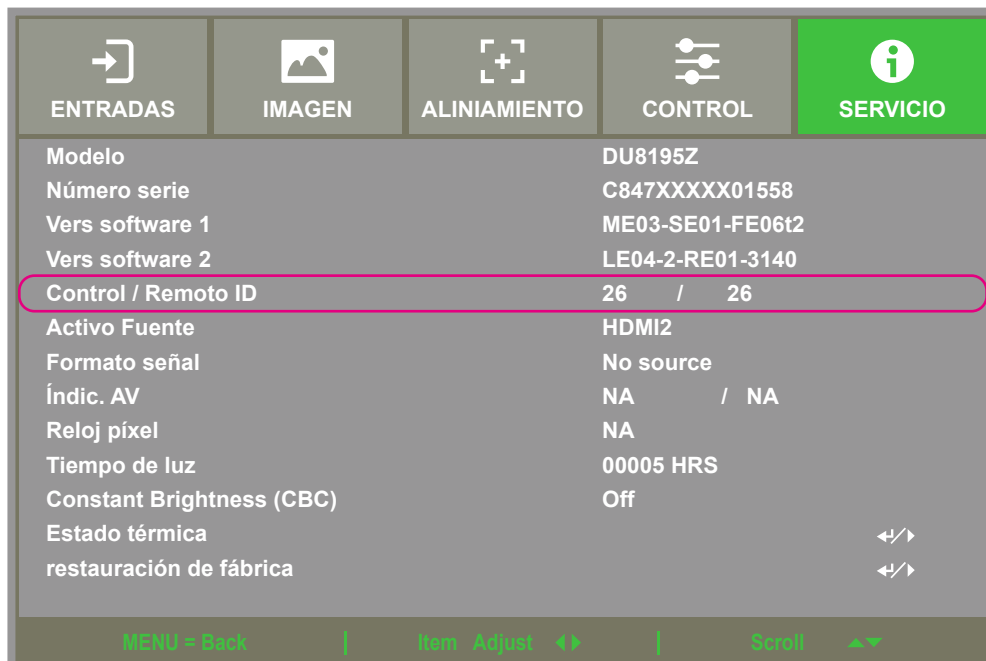 ENTRADAS IMAGEN ALINIAMIENTO CONTROL SERVICIO
Modelo DU8195Z
Número serie C847XXXXX01558
Vers software 1 ME03-SE01-FE06t2
Vers software 2 LE04-2-RE01-3140
Control / Remoto ID 26 / 26
Activo Fuente HDMI2
Formato señal No source
Índic. AV NA / NA
Reloj píxel NA
Tiempo de luz 00005 HRS
Constant Brightness (CBC) Off
Estado térmica
restauración de fábrica
MENU = Back | Item Adjust | Scroll